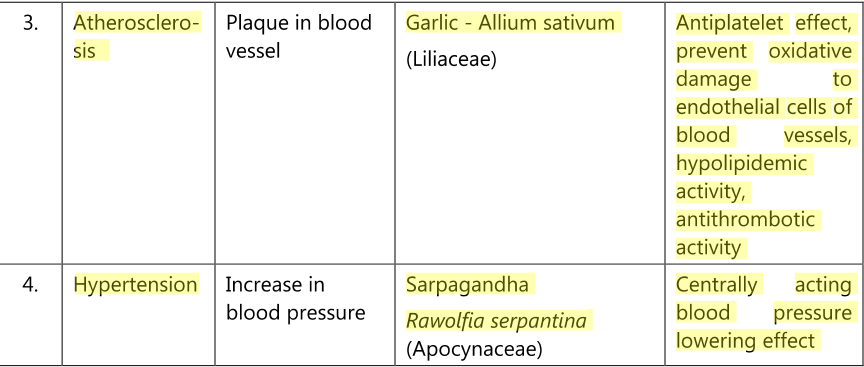 3.
Atherosclero-
sis
Plaque in blood
vessel
Garlic - Allium sativum
(Liliaceae)
Antiplatelet effect,
prevent oxidative
damage to
endothelial cells of
blood vessels,
hypolipidemic
activity,
antithrombotic
activity
4.
Hypertension
Increase in
blood pressure
Sarpagandha
Rawolfia serpantina
(Apocynaceae)
Centrally acting
blood pressure
lowering effect